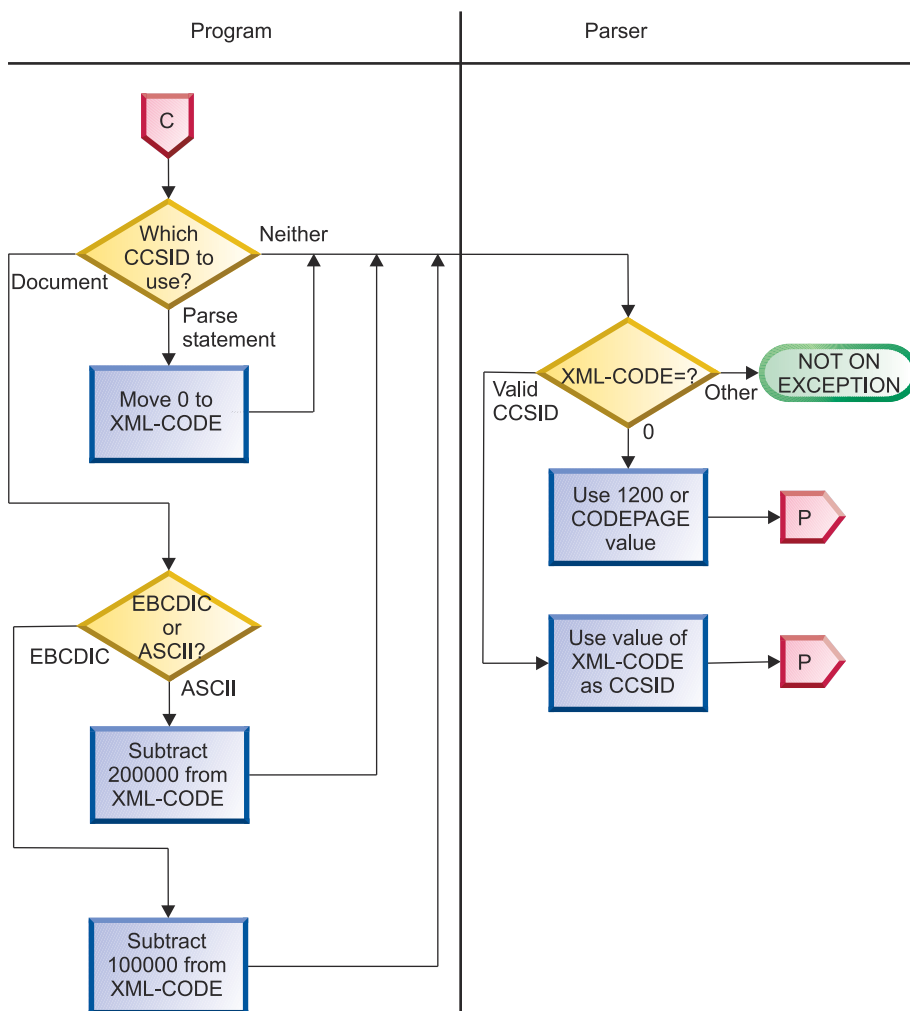 Program
Parser
C
Which
CCSID to
use?
Neither
Document
Parse
statement
Move 0 to
XML-CODE
XML-CODE=?
Valid
CCSID
Other
NOT ON
EXCEPTION
0
Use 1200 or
CODEPAGE
value
P
EBCDIC
or
ASCII?
EBCDIC
ASCII
Use value of
XML-CODE
as CCSID
P
Subtract
200000 from
XML-CODE
Subtract
100000 from
XML-CODE